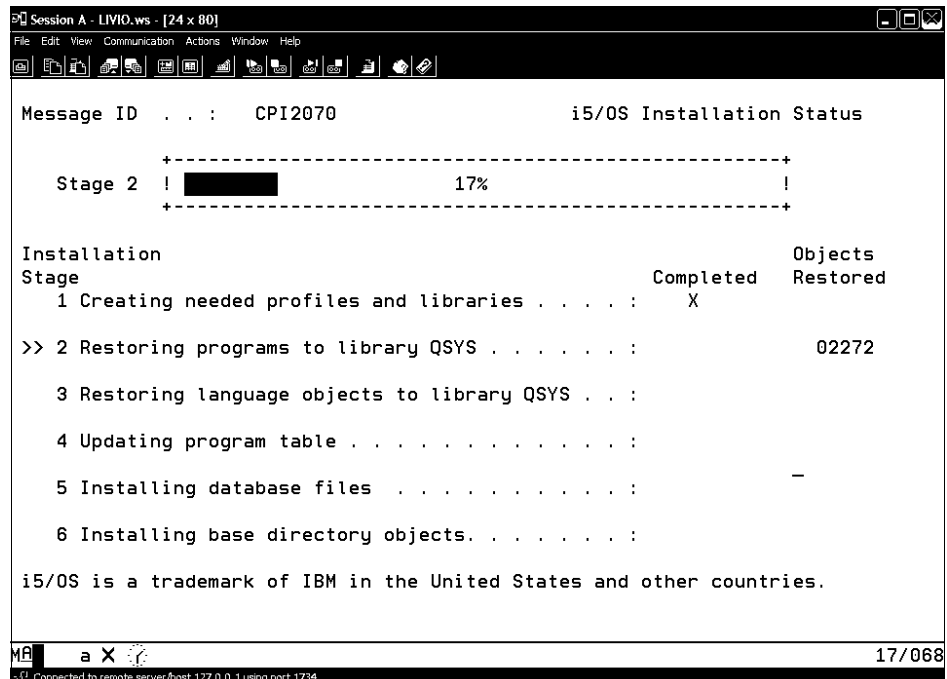 Session A - LIVIO.ws - [24 x 80]
File Edit View Communication Actions Window Help
Message ID . . : CPI2070 i5/OS Installation Status
+-----------------------------------------------------+
Stage 2 ! 17% !
+-----------------------------------------------------+
Installation Objects
Stage Completed Restored
1 Creating needed profiles and libraries . . . . : X
>> 2 Restoring programs to library QSYS . . . . . . : 02272
3 Restoring language objects to library QSYS . . :
4 Updating program table . . . . . . . . . . . . :
5 Installing database files . . . . . . . . . . :
6 Installing base directory objects. . . . . . . :
i5/OS is a trademark of IBM in the United States and other countries.
MA a X 17/068
Connected to remote server/host 127.0.0.1 using port 1734